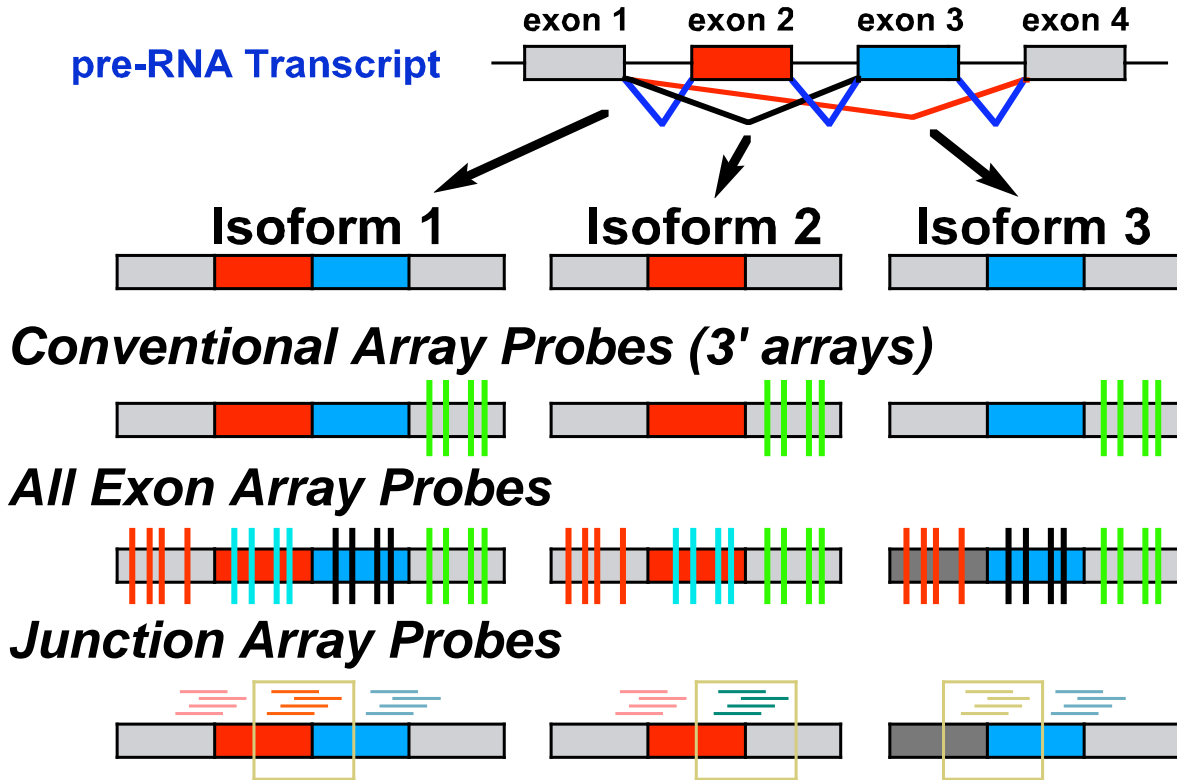 exon 1 exon 2 exon 3 exon 4
pre-RNA Transcript
Isoform 1 Isoform 2 Isoform 3
Conventional Array Probes (3' arrays)
All Exon Array Probes
Junction Array Probes